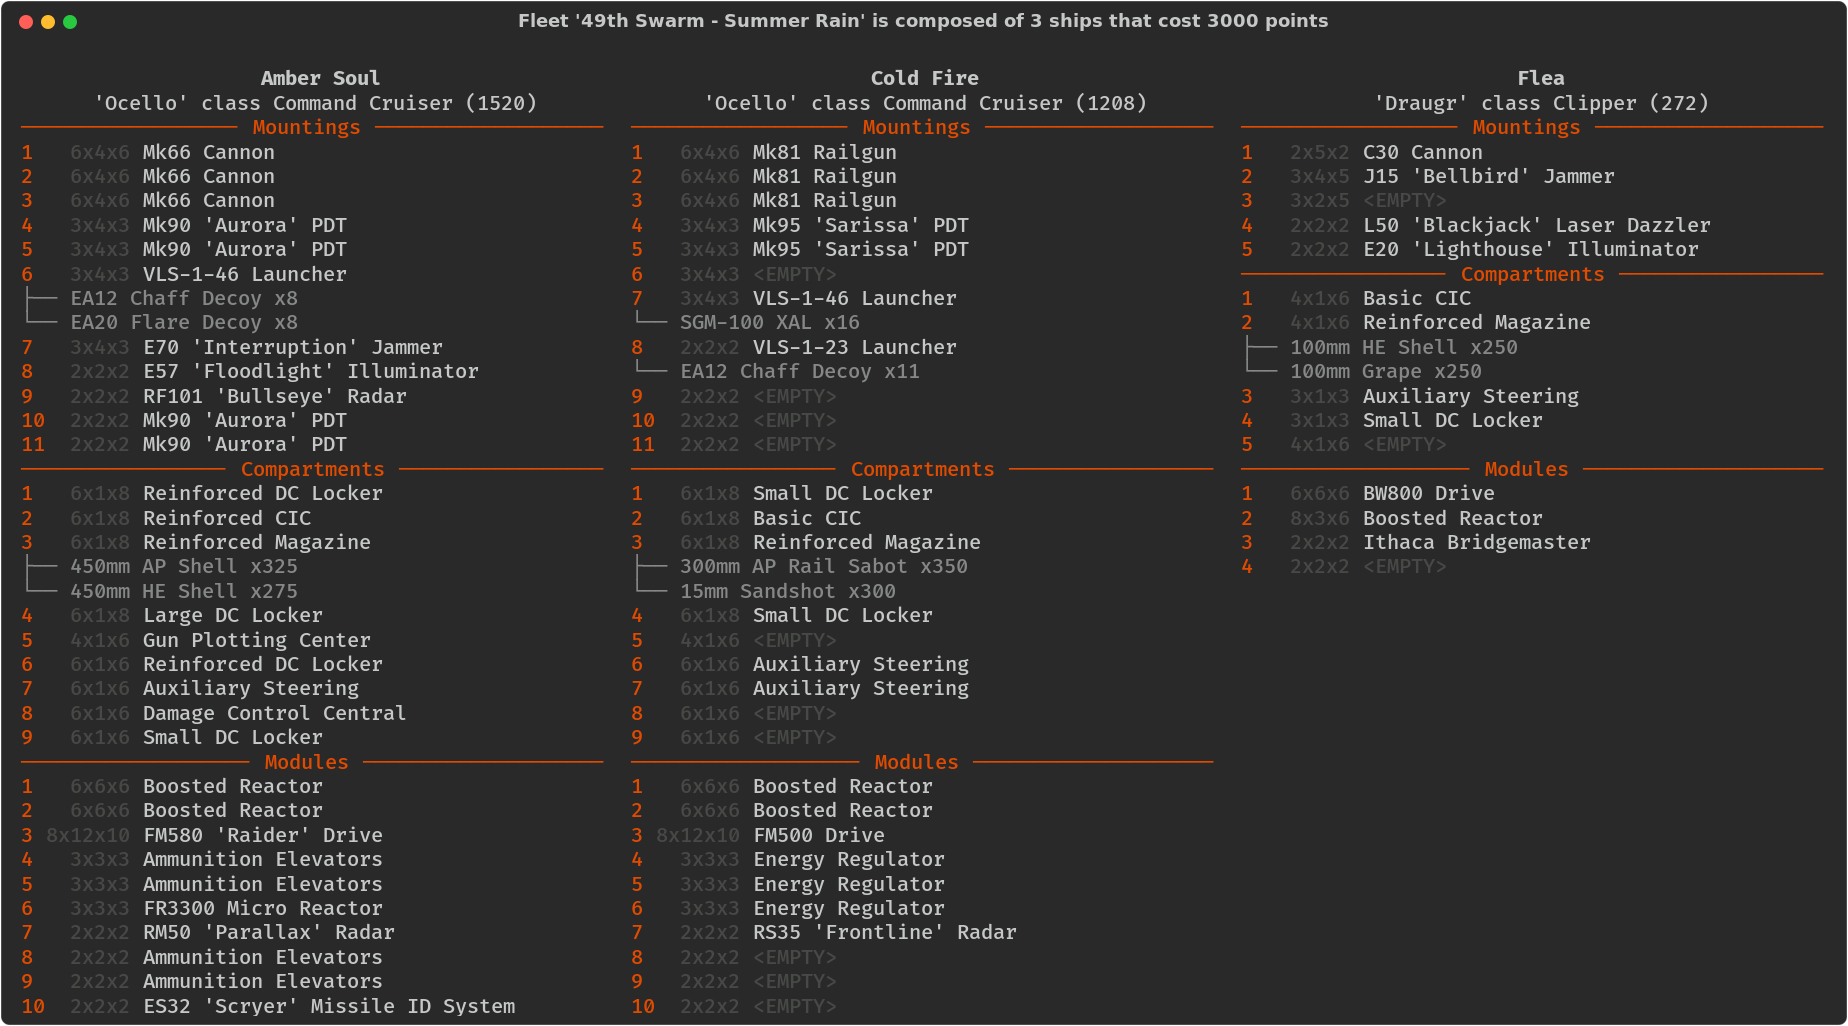 Fleet '49th Swarm - Summer Rain' is composed of 3 ships that cost 3000 points
Amber Soul
'Ocello' class Command Cruiser (1520)
Mountings
1 6x4x6 Mk66 Cannon
2 6x4x6 Mk66 Cannon
3 6x4x6 Mk66 Cannon
4 3x4x3 Mk90 'Aurora' PDT
5 3x4x3 Mk90 'Aurora' PDT
6 3x4x3 VLS-1-46 Launcher
EA12 Chaff Decoy x8
EA20 Flare Decoy x8
7 3x4x3 E70 'Interruption' Jammer
8 2x2x2 E57 'Floodlight' Illuminator
9 2x2x2 RF101 'Bullseye' Radar
10 2x2x2 Mk90 'Aurora' PDT
11 2x2x2 Mk90 'Aurora' PDT
Compartments
1 6x1x8 Reinforced DC Locker
2 6x1x8 Reinforced CIC
3 6x1x8 Reinforced Magazine
450mm AP Shell x325
450mm HE Shell x275
4 6x1x8 Large DC Locker
5 4x1x6 Gun Plotting Center
6 6x1x6 Reinforced DC Locker
7 6x1x6 Auxiliary Steering
8 6x1x6 Damage Control Central
9 6x1x6 Small DC Locker
Modules
1 6x6x6 Boosted Reactor
2 6x6x6 Boosted Reactor
3 8x12x10 FM580 'Raider' Drive
4 3x3x3 Ammunition Elevators
5 3x3x3 Ammunition Elevators
6 3x3x3 FR3300 Micro Reactor
7 2x2x2 RM50 'Parallax' Radar
8 2x2x2 Ammunition Elevators
9 2x2x2 Ammunition Elevators
10 2x2x2 ES32 'Scryer' Missile ID System
Cold Fire
'Ocello' class Command Cruiser (1208)
Mountings
1 6x4x6 Mk81 Railgun
2 6x4x6 Mk81 Railgun
3 6x4x6 Mk81 Railgun
4 3x4x3 Mk95 'Sarissa' PDT
5 3x4x3 Mk95 'Sarissa' PDT
6 3x4x3 <EMPTY>
7 3x4x3 VLS-1-46 Launcher
SGM-100 XAL x16
8 2x2x2 VLS-1-23 Launcher
EA12 Chaff Decoy x11
9 2x2x2 <EMPTY>
10 2x2x2 <EMPTY>
11 2x2x2 <EMPTY>
Compartments
1 6x1x8 Small DC Locker
2 6x1x8 Basic CIC
3 6x1x8 Reinforced Magazine
300mm AP Rail Sabot x350
15mm Sandshot x300
4 6x1x8 Small DC Locker
5 4x1x6 <EMPTY>
6 6x1x6 Auxiliary Steering
7 6x1x6 Auxiliary Steering
8 6x1x6 <EMPTY>
9 6x1x6 <EMPTY>
Modules
1 6x6x6 Boosted Reactor
2 6x6x6 Boosted Reactor
3 8x12x10 FM500 Drive
4 3x3x3 Energy Regulator
5 3x3x3 Energy Regulator
6 3x3x3 Energy Regulator
7 2x2x2 RS35 'Frontline' Radar
8 2x2x2 <EMPTY>
9 2x2x2 <EMPTY>
10 2x2x2 <EMPTY>
Flea
'Draugr' class Clipper (272)
Mountings
1 2x5x2 C30 Cannon
2 3x4x5 J15 'Bellbird' Jammer
3 3x2x5 <EMPTY>
4 2x2x2 L50 'Blackjack' Laser Dazzler
5 2x2x2 E20 'Lighthouse' Illuminator
Compartments
1 4x1x6 Basic CIC
2 4x1x6 Reinforced Magazine
100mm HE Shell x250
100mm Grape x250
3 3x1x3 Auxiliary Steering
4 3x1x3 Small DC Locker
5 4x1x6 <EMPTY>
Modules
1 6x6x6 BW800 Drive
2 8x3x6 Boosted Reactor
3 2x2x2 Ithaca Bridgemaster
4 2x2x2 <EMPTY>